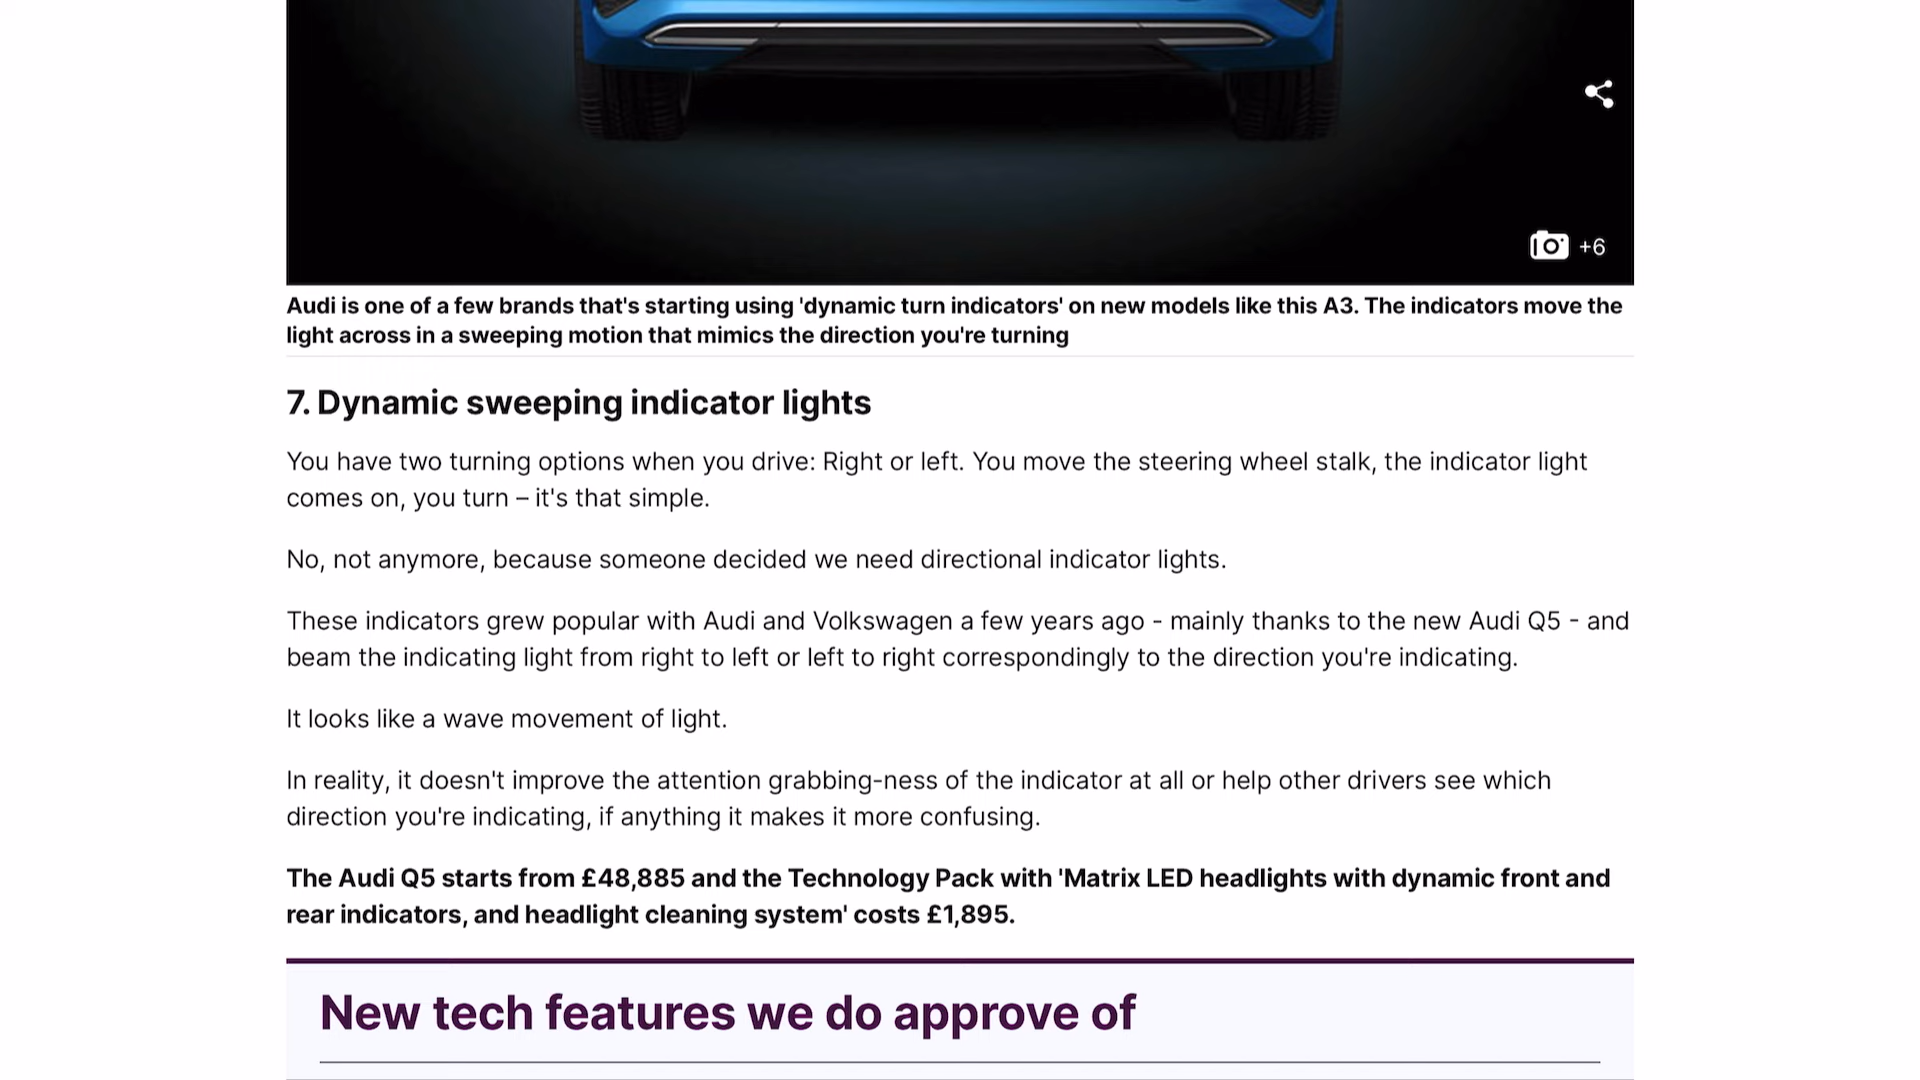 +6
Audi is one of a few brands that's starting using 'dynamic turn indicators' on new models like this A3. The indicators move the
light across in a sweeping motion that mimics the direction you're turning
7. Dynamic sweeping indicator lights
You have two turning options when you drive: Right or left. You move the steering wheel stalk, the indicator light
comes on, you turn – it's that simple.
No, not anymore, because someone decided we need directional indicator lights.
These indicators grew popular with Audi and Volkswagen a few years ago - mainly thanks to the new Audi Q5 - and
beam the indicating light from right to left or left to right correspondingly to the direction you're indicating.
It looks like a wave movement of light.
In reality, it doesn't improve the attention grabbing-ness of the indicator at all or help other drivers see which
direction you're indicating, if anything it makes it more confusing.
The Audi Q5 starts from £48,885 and the Technology Pack with 'Matrix LED headlights with dynamic front and
rear indicators, and headlight cleaning system' costs £1,895.
New tech features we do approve of